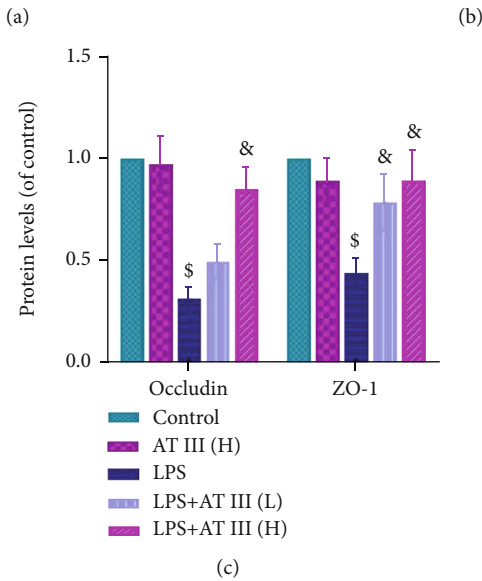 (a) (b)
1.5
1.0
0.5
0.0
Protein levels (of control)
$
&
$
&
&
Occludin ZO-1
Control
AT III (H)
LPS
LPS+AT III (L)
LPS+AT III (H)
(c)